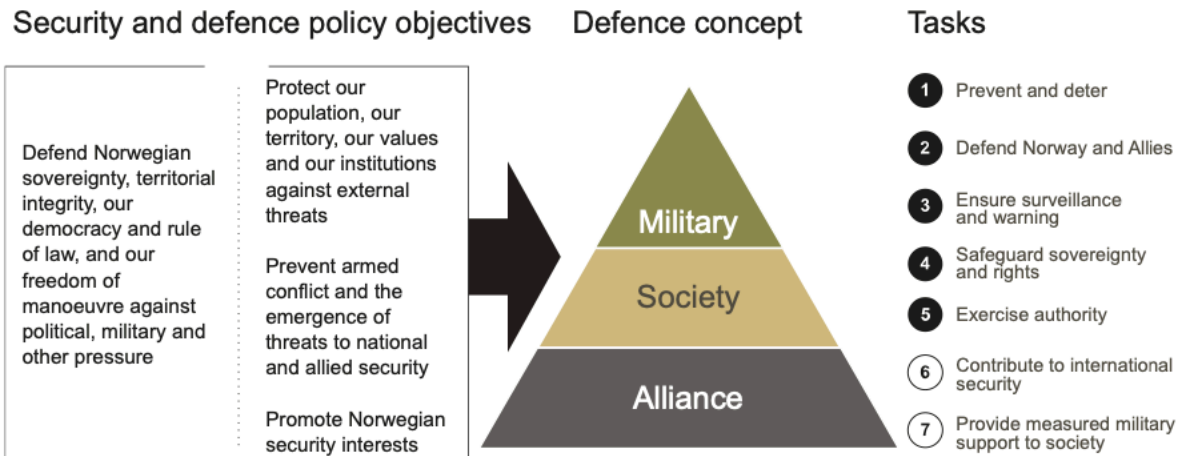 Security and defence policy objectives
Defend Norwegian
sovereignty, territorial
integrity, our
democracy and rule
of law, and our
freedom of
manoeuvre against
political, military and
other pressure
Protect our
population, our
territory, our values
and our institutions
against external
threats
Prevent armed
conflict and the
emergence of
threats to national
and allied security
Promote Norwegian
security interests
Defence concept
Military
Society
Alliance
Tasks
1 Prevent and deter
2 Defend Norway and Allies
3 Ensure surveillance
and warning
4 Safeguard sovereignty
and rights
5 Exercise authority
6 Contribute to international
security
7 Provide measured military
support to society